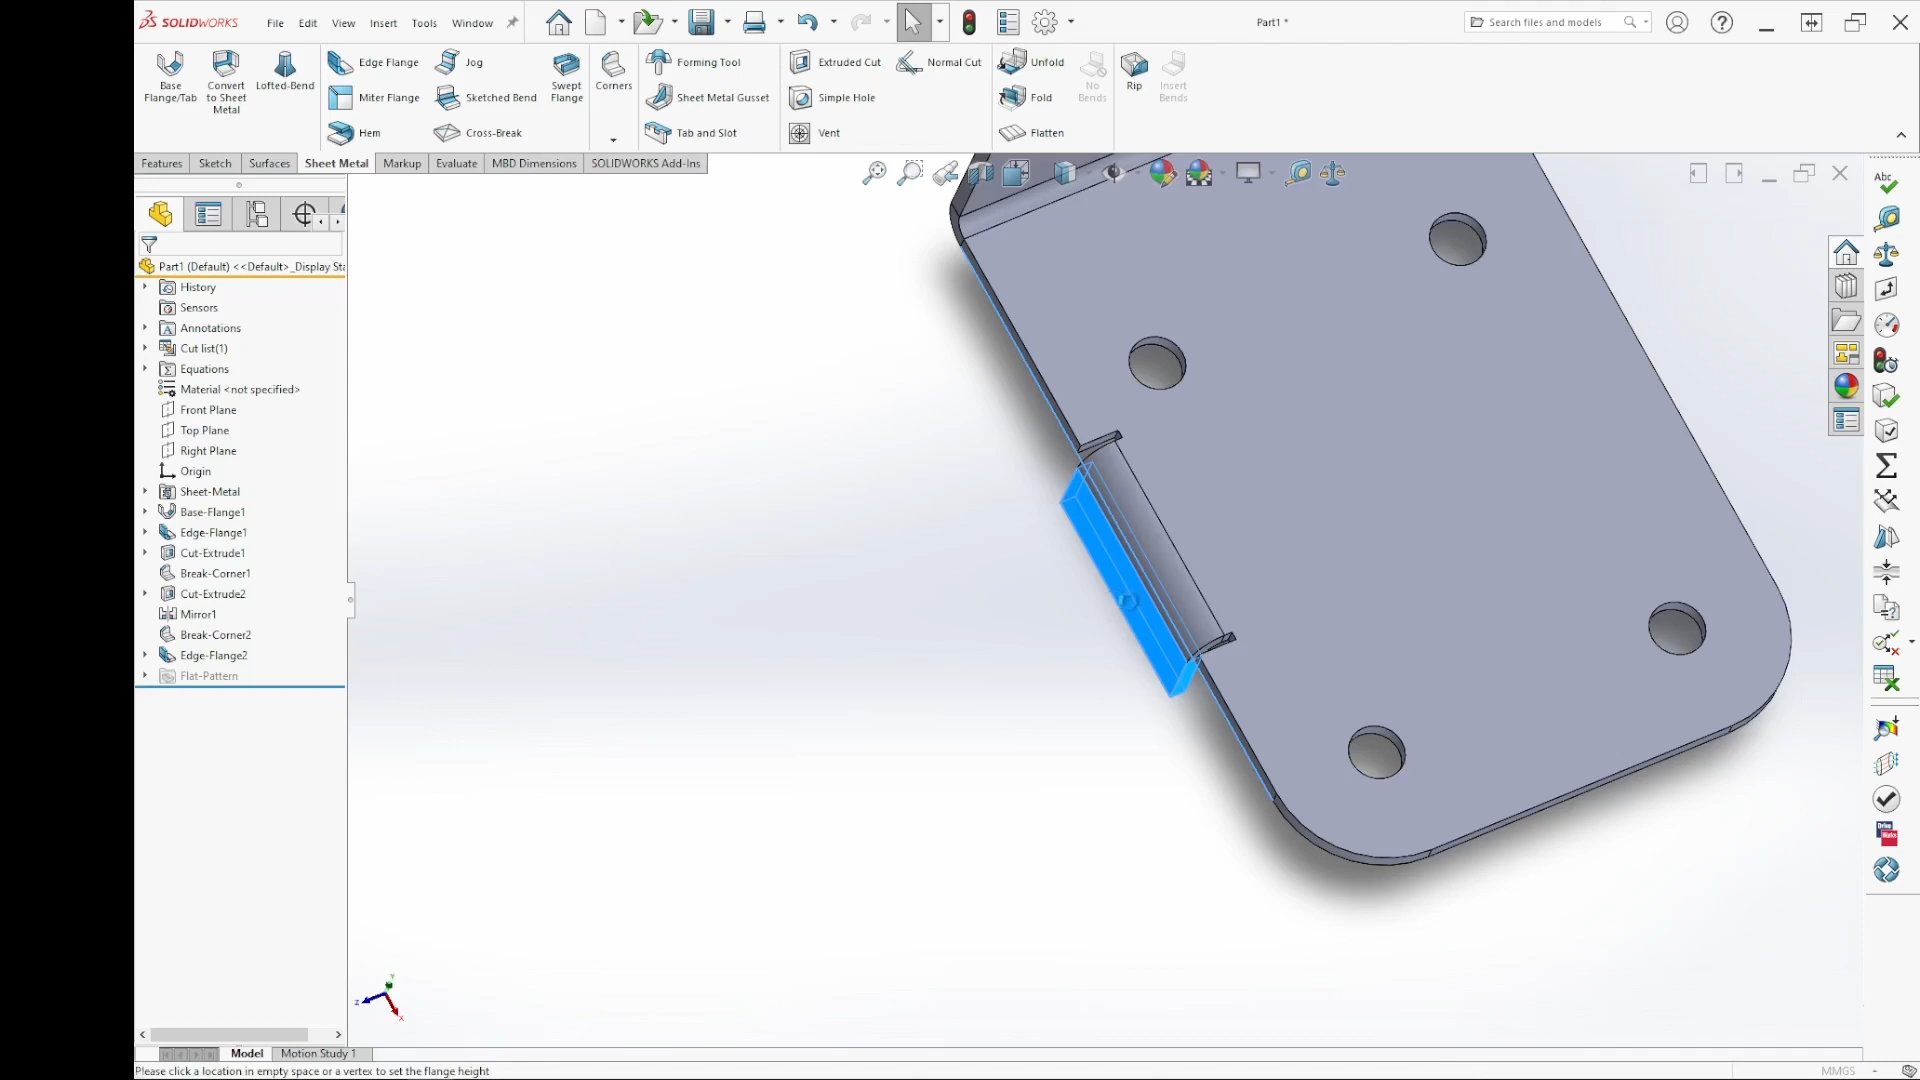 SOLIDWORKS File Edit View Insert Tools Window Part1 * Search files and models
Base Flange/Tab
Convert to Sheet Metal
Lofted-Bend
Edge Flange
Miter Flange
Hem
Jog
Sketched Bend
Cross-Break
Swept Flange
Corners
Forming Tool
Sheet Metal Gusset
Tab and Slot
Extruded Cut
Simple Hole
Vent
Normal Cut
Unfold
Fold
Flatten
No Bends
Rip
Insert Bends
Features Sketch Surfaces Sheet Metal Markup Evaluate MBD Dimensions SOLIDWORKS Add-Ins
Abc
Part1 (Default) <<Default>_Display Sta
History
Sensors
Annotations
Cut list(1)
Equations
Material <not specified>
Front Plane
Top Plane
Right Plane
Origin
Sheet-Metal
Base-Flange1
Edge-Flange1
Cut-Extrude1
Break-Corner1
Cut-Extrude2
Mirror1
Break-Corner2
Edge-Flange2
Flat-Pattern
Y
Z
X
Model Motion Study 1
Please click a location in empty space or a vertex to set the flange height MMGS